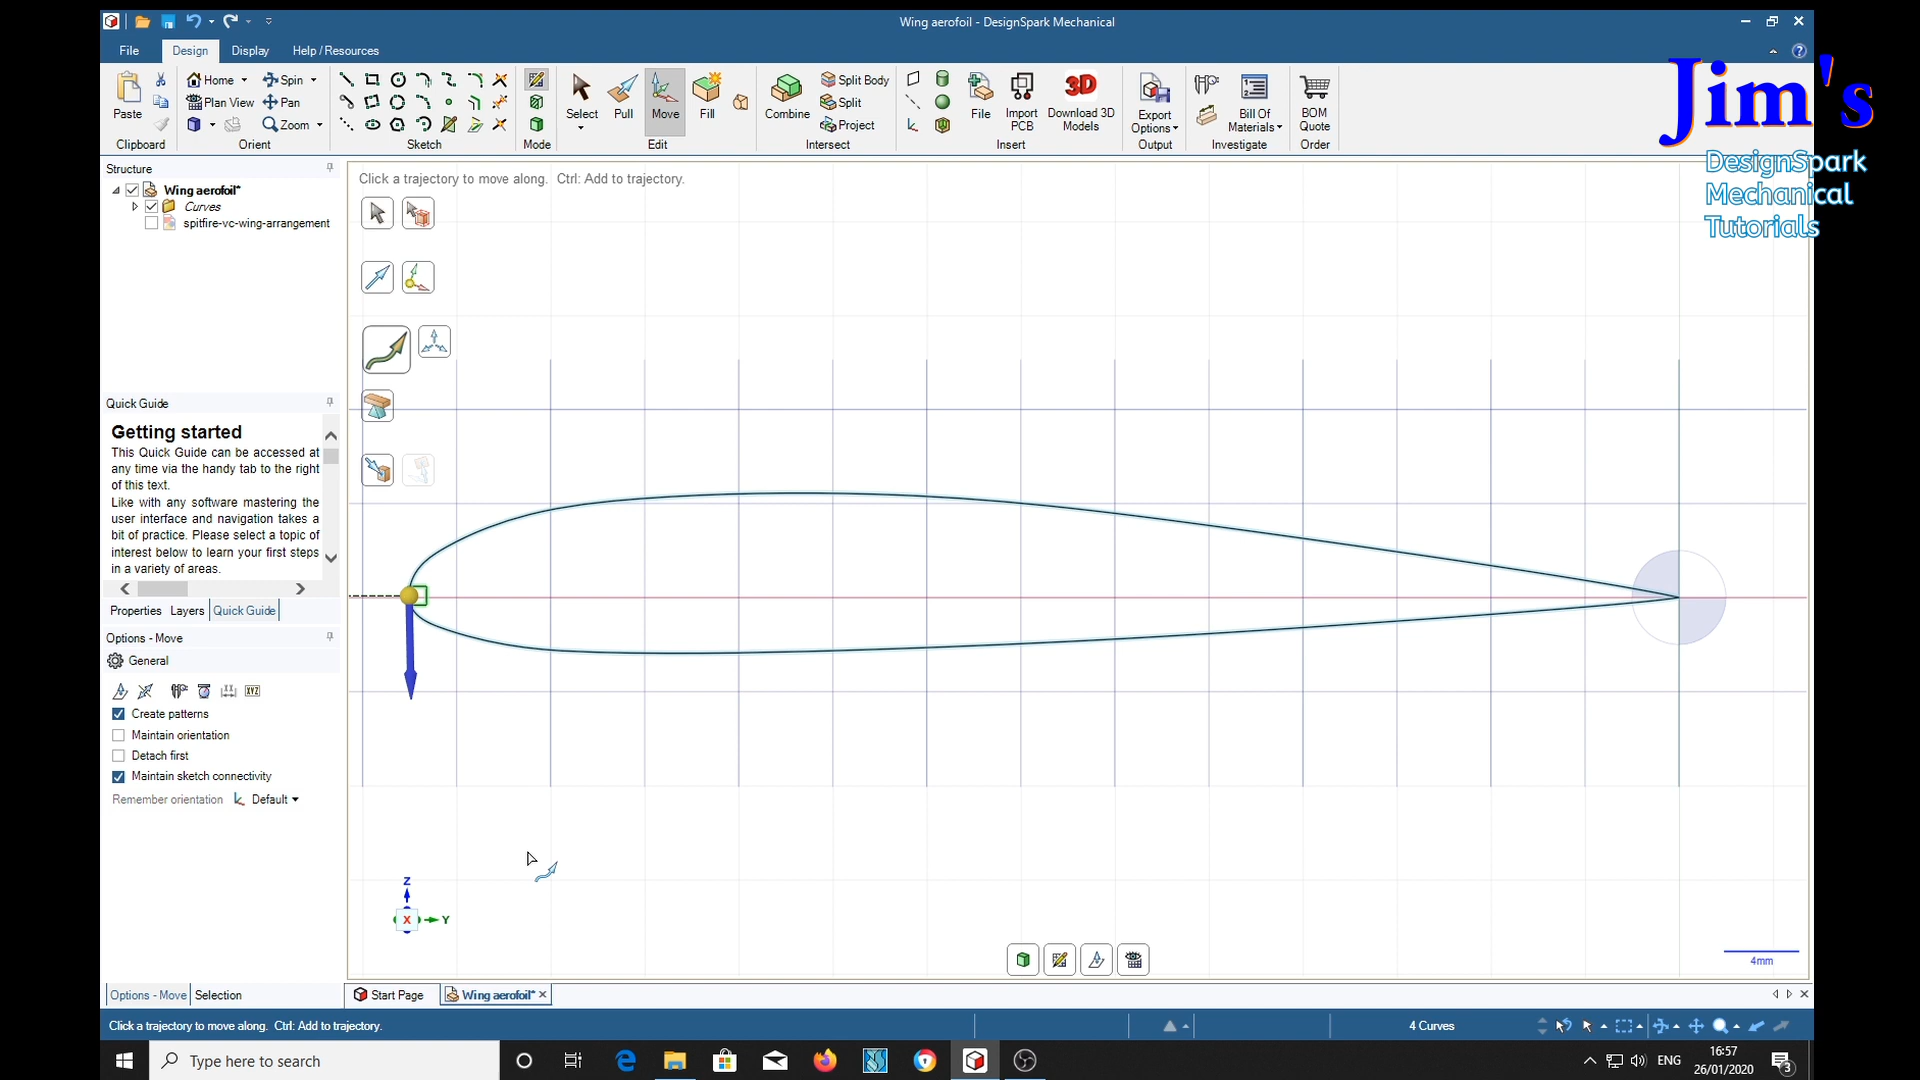 Wing aerofoil - DesignSpark Mechanical
File Design Display Help / Resources
Paste
Home Spin
Plan View Pan
Zoom
Select Pull Move Fill
Combine
Split Body
Split
Project
File Import PCB Download 3D Models
Export Options
Bill Of Materials
BOM Quote
Clipboard Orient Sketch Mode Edit Intersect Insert Output Investigate Order
Jim's
DesignSpark
Mechanical
Tutorials
Structure
Wing aerofoil*
Curves
spitfire-vc-wing-arrangement
Click a trajectory to move along. Ctrl: Add to trajectory.
Quick Guide
Getting started
This Quick Guide can be accessed at
any time via the handy tab to the right
of this text.
Like with any software mastering the
user interface and navigation takes a
bit of practice. Please select a topic of
interest below to learn your first steps
in a variety of areas.
Properties Layers Quick Guide
Options - Move
General
XYZ
Create patterns
Maintain orientation
Detach first
Maintain sketch connectivity
Remember orientation Default
Z
X Y
4mm
Options - Move Selection
Start Page Wing aerofoil*
Click a trajectory to move along. Ctrl: Add to trajectory.
4 Curves
Type here to search
ENG
16:57
26/01/2020
3